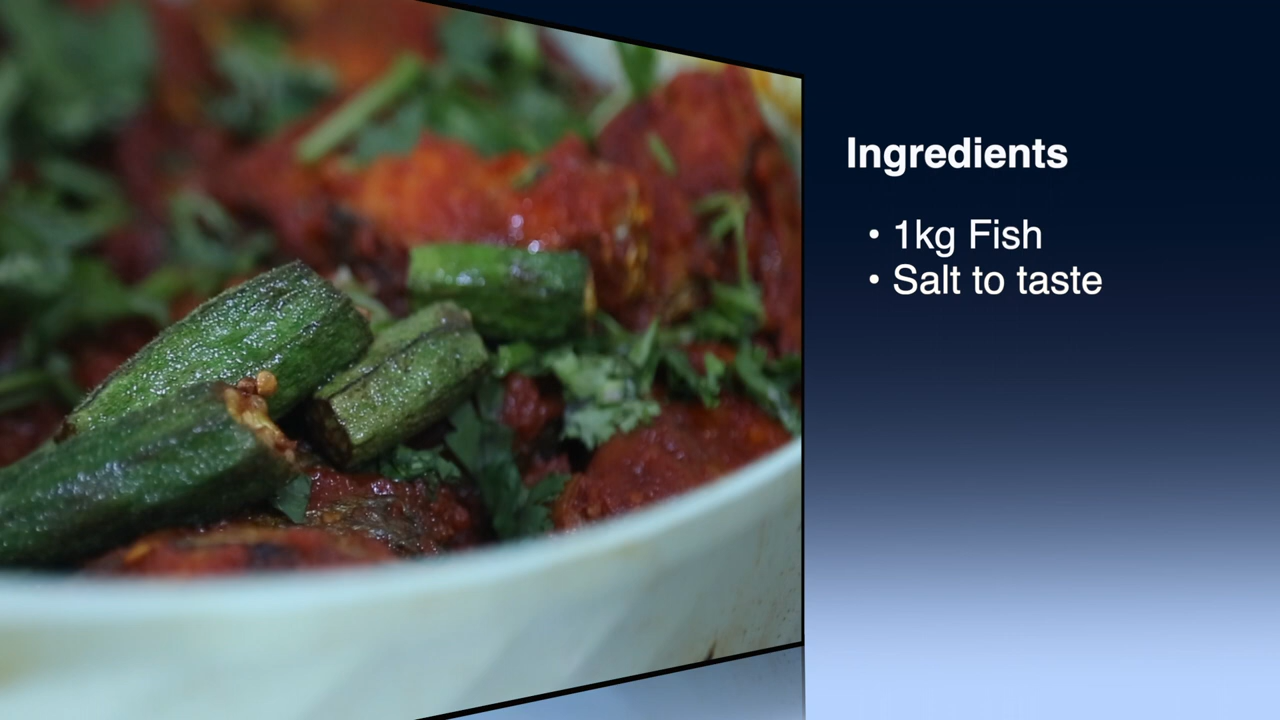 Ingredients
• 1kg Fish
• Salt to taste